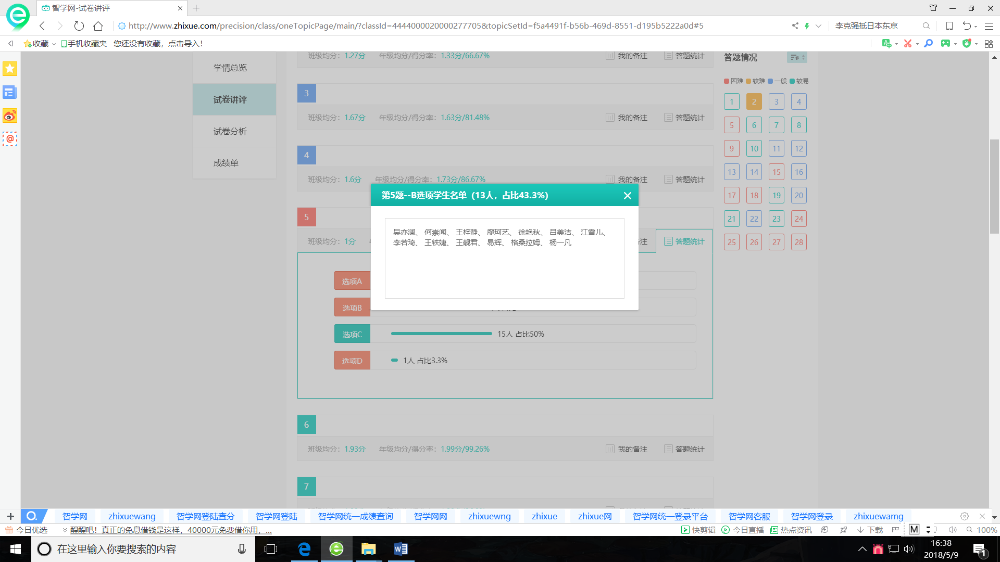 智学网-试卷讲评
http://www.zhixue.com/precision/class/oneTopicPage/main/?classId=4444000020000277705&topicSetId=f5a4491f-b56b-469d-8551-d195b5222a0d#5
李克强抵日本东京
收藏 手机收藏夹 您还没有收藏，点击导入！
学情总览
试卷讲评
试卷分析
成绩单
班级均分：1.27分 年级均分/得分率：1.33分/66.67% 我的备注 答题统计
3
班级均分：1.67分 年级均分/得分率：1.63分/81.48% 我的备注 答题统计
4
班级均分：1.6分 年级均分/得分率：1.73分/86.67% 我的备注 答题统计
5
班级均分：1分 答题统计
第5题--B选项学生名单（13人，占比43.3%）
吴亦澜、 何崇闻、 王梓静、 廖珂艺、 徐艳秋、 吕美洁、 江雪儿、
李若琦、 王轶婕、 王靓君、 易辉、 格桑拉姆、 杨一凡
选项A
选项B
选项C 15人 占比50%
选项D 1人 占比3.3%
6
班级均分：1.93分 年级均分/得分率：1.99分/99.26% 我的备注 答题统计
7
答题情况
困难 较难 一般 较易
1 2 3 4
5 6 7 8
9 10 11 12
13 14 15 16
17 18 19 20
21 22 23 24
25 26 27 28
智学网 zhixuewang 智学网登陆查分 智学网登陆 智学网统一成绩查询 智学网网 zhixuewng zhixue zhixue网 智学网统一登录平台 智学网客服 智学网登录 zhixuewamg
今日优选 醒醒吧！真正的免息借钱是这样，40000元免费借你用，... 快剪辑 今日直播 热点资讯 下载 M 100%
在这里输入你要搜索的内容
16:38
2018/5/9
1